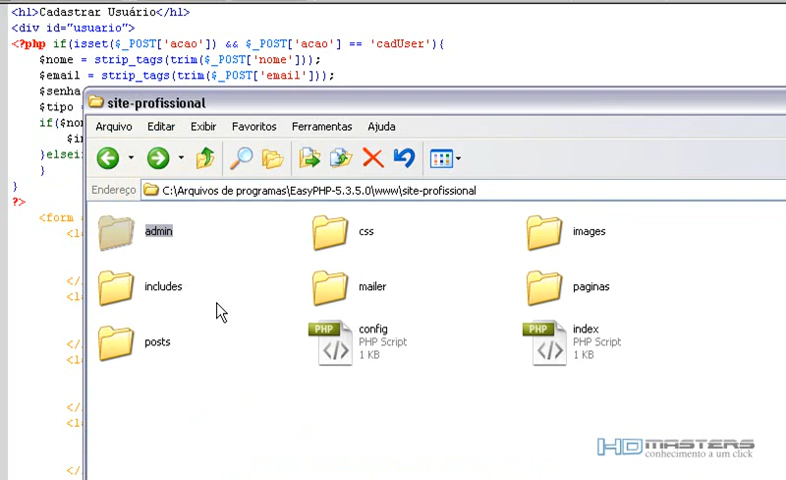 <h1>Cadastrar Usuário</h1>
<div id="usuario">
<?php if(isset($_POST['acao']) && $_POST['acao'] == 'cadUser'){
$nome = strip_tags(trim($_POST['nome']));
$email = strip_tags(trim($_POST['email']));
$senha
$tipo =
if($no
$i
}elsei
}
}
?>
<form
<l
</
<l
</
<l
</
<l
</
site-profissional
Arquivo Editar Exibir Favoritos Ferramentas Ajuda
Endereço C:\Arquivos de programas\EasyPHP-5.3.5.0\www\site-profissional
admin css images
includes mailer paginas
posts
config
PHP Script
1 KB
index
PHP Script
1 KB
PHP
PHP
HDMASTERS
conhecimento a um click